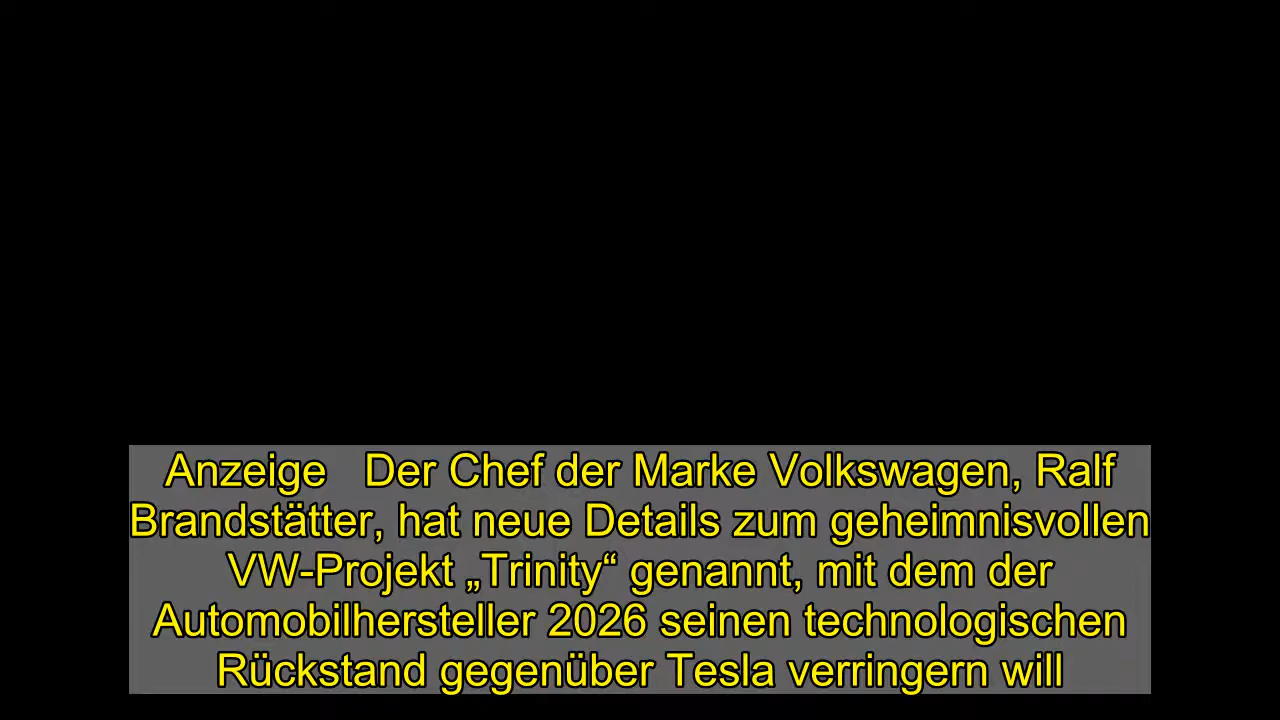 Anzeige   Der Chef der Marke Volkswagen, Ralf
Brandstätter, hat neue Details zum geheimnisvollen
VW-Projekt „Trinity“ genannt, mit dem der
Automobilhersteller 2026 seinen technologischen
Rückstand gegenüber Tesla verringern will